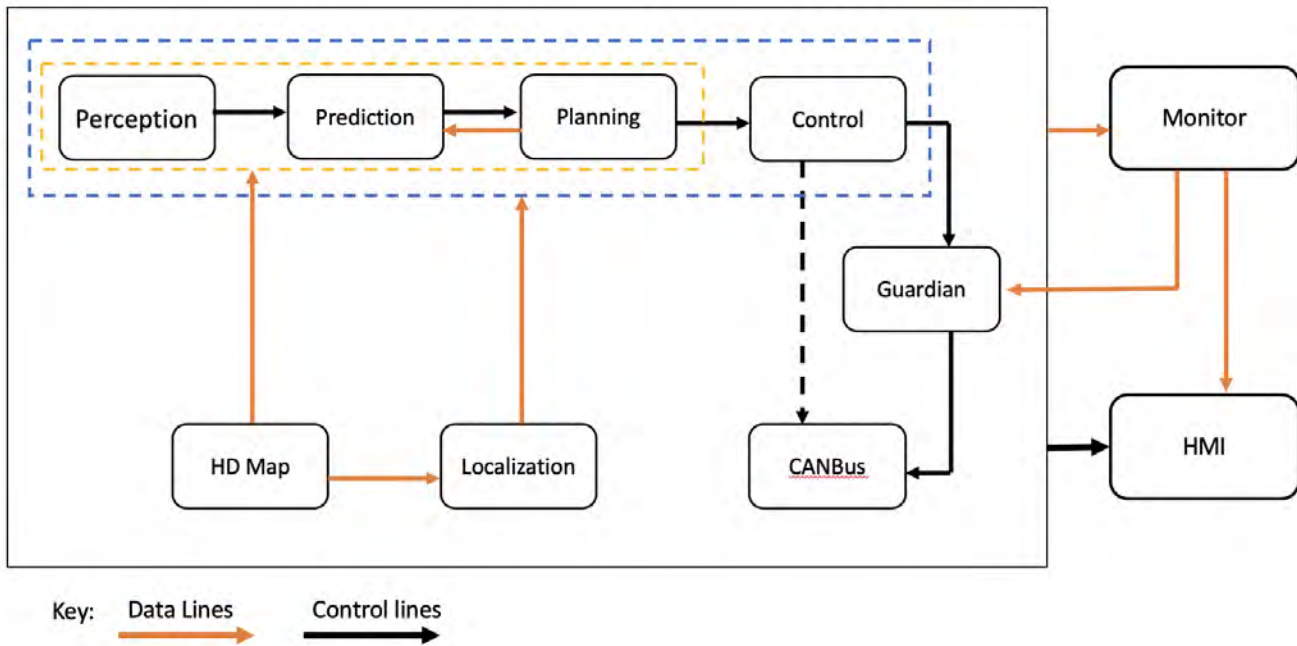 Perception
Prediction
Planning
Control
Monitor
Guardian
HD Map
Localization
CANBus
HMI
Key: Data Lines Control lines